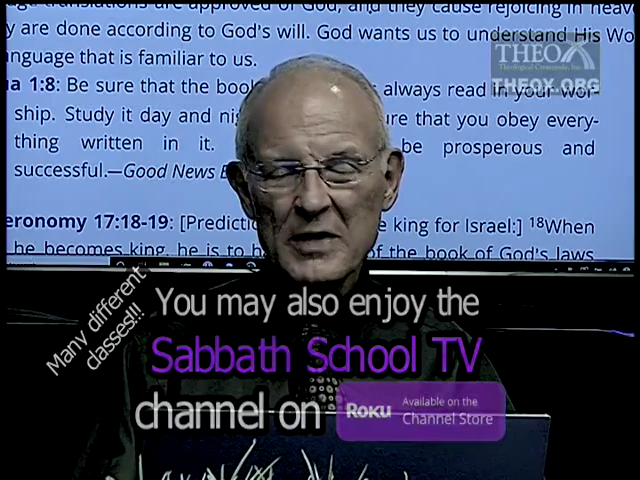 ge translations are approved of God, and they cause rejoicing in heav
y are done according to God's will. God wants us to understand His Wo
anguage that is familiar to us.
ua 1:8: Be sure that the book always read in your wor-
ship. Study it day and nig ure that you obey every-
thing written in it. be prosperous and
successful.—Good News B
eronomy 17:18-19: [Predictio e king for Israel:] 18When
he becomes king, he is to h of the book of God's laws
THEOX
THEOX.ORG
Many different
classes!!
You may also enjoy the
Sabbath School TV
channel on
ROKU
Available on the
Channel Store